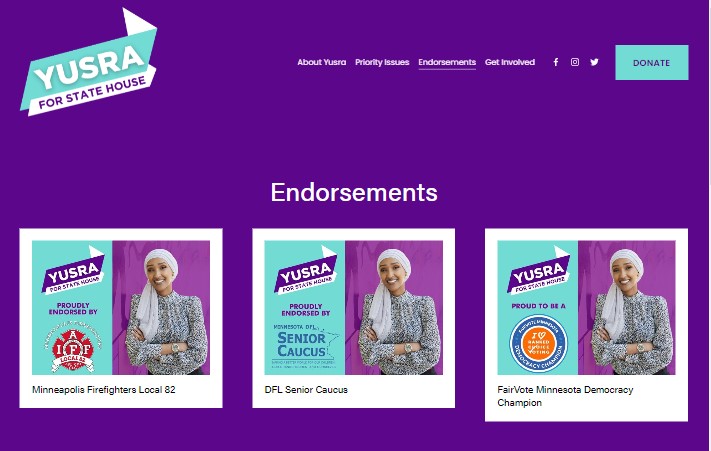 YUSRA
FOR STATE HOUSE
About Yusra Priority Issues Endorsements Get Involved
DONATE
Endorsements
YUSRA
FOR STATE HOUSE
PROUDLY
ENDORSED BY
IAFF
LOCAL 82
Minneapolis Firefighters Local 82
YUSRA
FOR STATE HOUSE
PROUDLY
ENDORSED BY
MINNESOTA DFL
SENIOR
CAUCUS
DFL Senior Caucus
YUSRA
FOR STATE HOUSE
PROUD TO BE A
FAIRVOTE MINNESOTA
I
RANKED
CHOICE
VOTING
DEMOCRACY CHAMPION
FairVote Minnesota Democracy
Champion